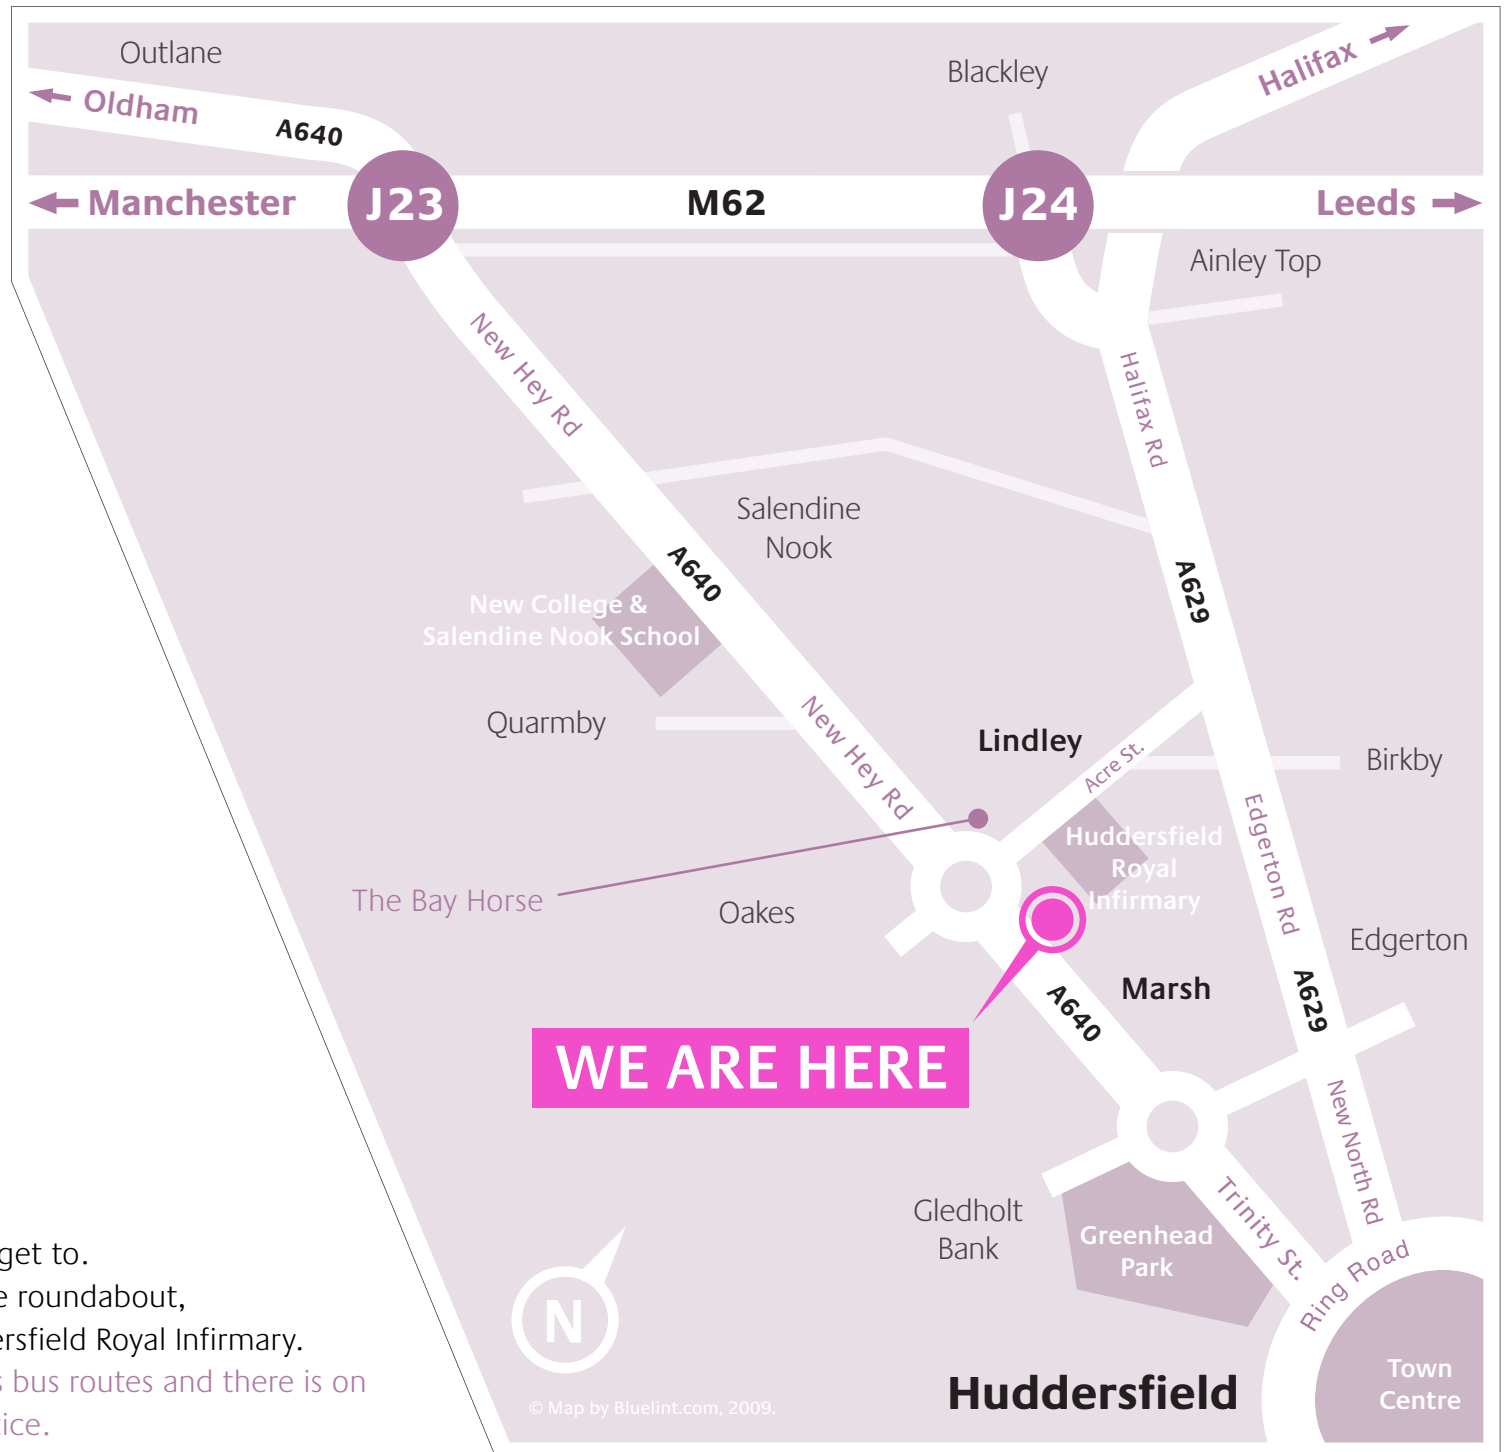 Outlane
Blackley
Halifax
Oldham
A640
Manchester
J23
M62
J24
Leeds
Ainley Top
New Hey Rd
Halifax Rd
Salendine
Nook
A640
A629
New College &
Salendine Nook School
Quarmby
New Hey Rd
Lindley
Acre St.
Birkby
Huddersfield
Royal
Infirmary
Edgerton Rd
The Bay Horse
Oakes
Edgerton
Marsh
A640
A629
WE ARE HERE
New North Rd
Gledholt
Bank
Trinity St.
Greenhead
Park
Ring Road
N
Huddersfield
Town
Centre
© Map by Bluelint.com, 2009.
get to.
e roundabout,
ersfield Royal Infirmary.
s bus routes and there is on
tice.